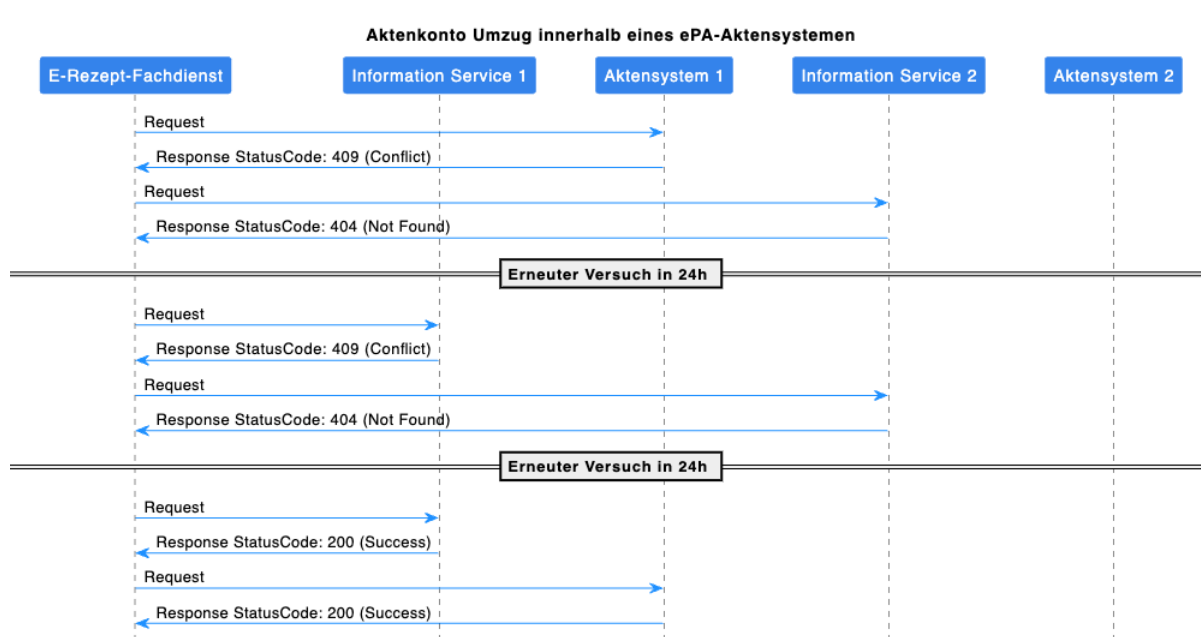 Aktenkonto Umzug innerhalb eines ePA-Aktensystemen
E-Rezept-Fachdienst Information Service 1 Aktensystem 1 Information Service 2 Aktensystem 2
Request
Response StatusCode: 409 (Conflict)
Request
Response StatusCode: 404 (Not Found)
Erneuter Versuch in 24h
Request
Response StatusCode: 409 (Conflict)
Request
Response StatusCode: 404 (Not Found)
Erneuter Versuch in 24h
Request
Response StatusCode: 200 (Success)
Request
Response StatusCode: 200 (Success)